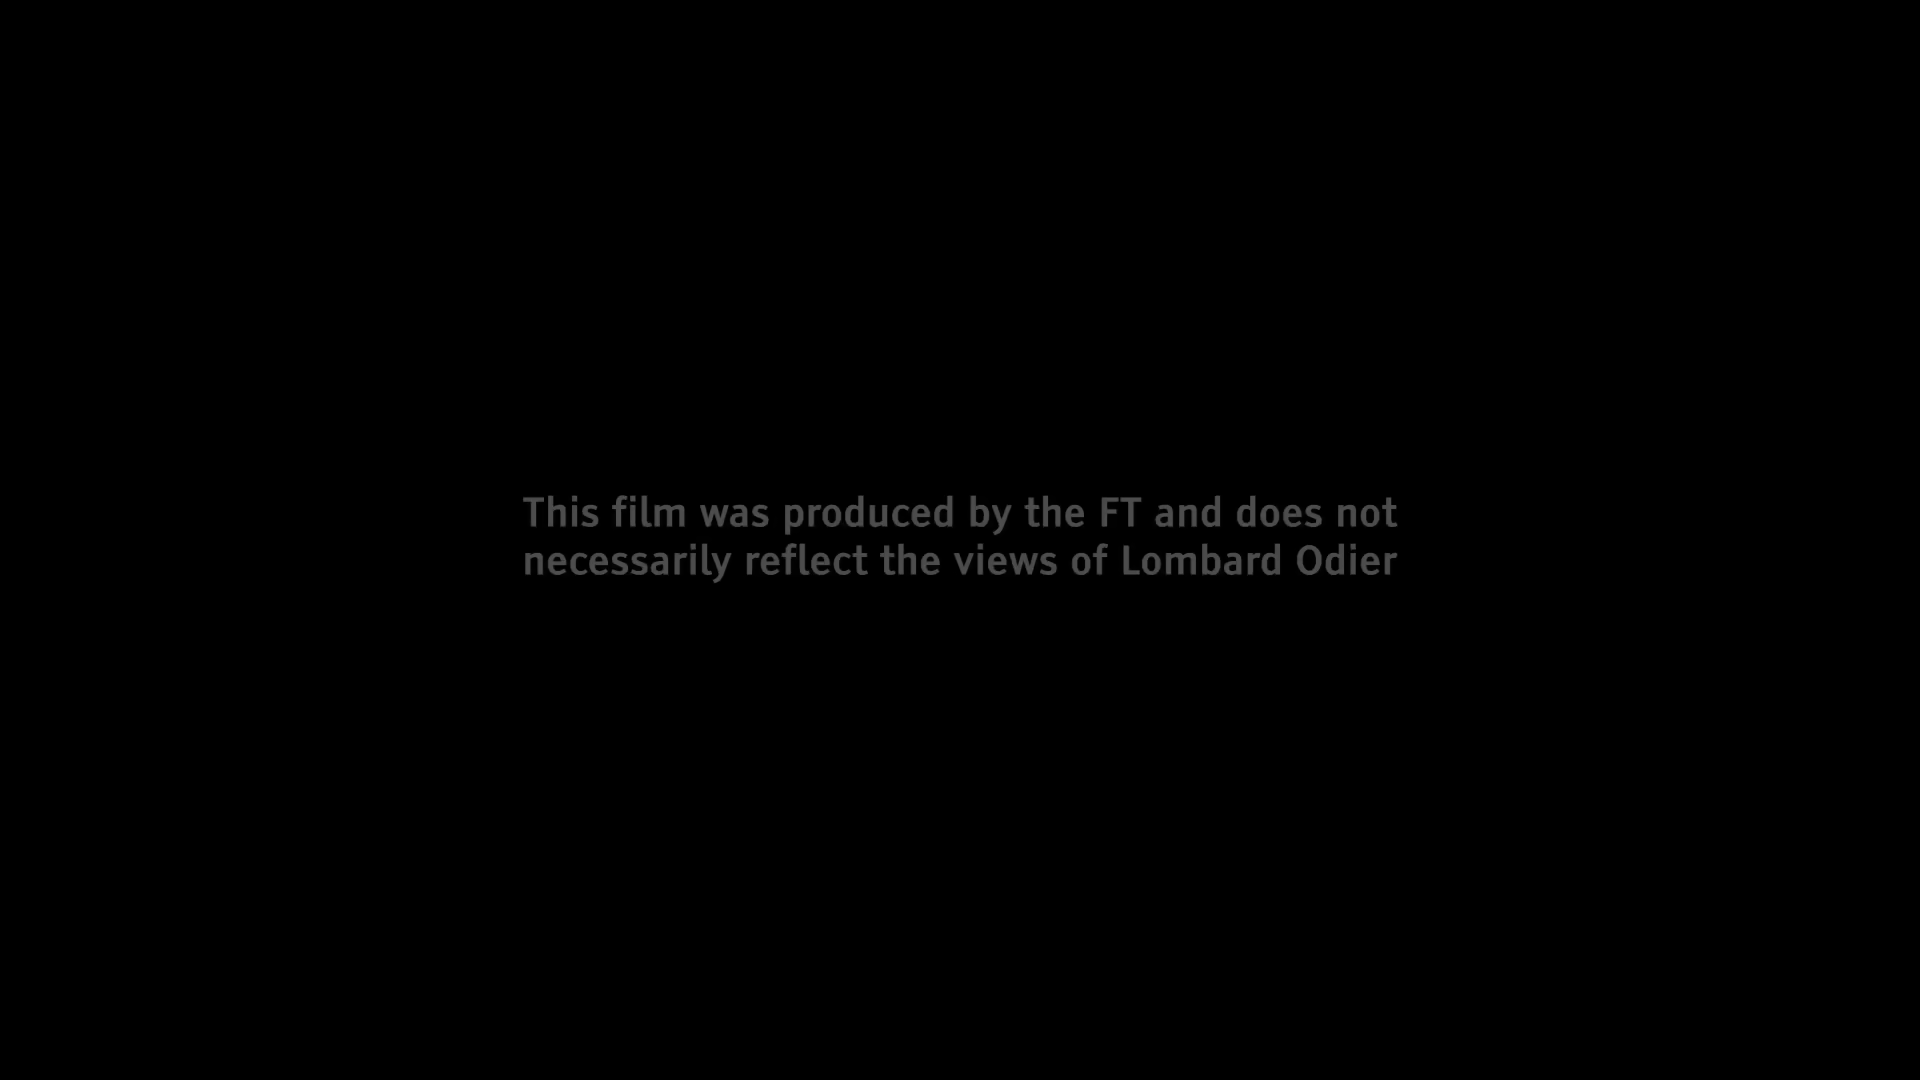 This film was produced by the FT and does not
necessarily reflect the views of Lombard Odier